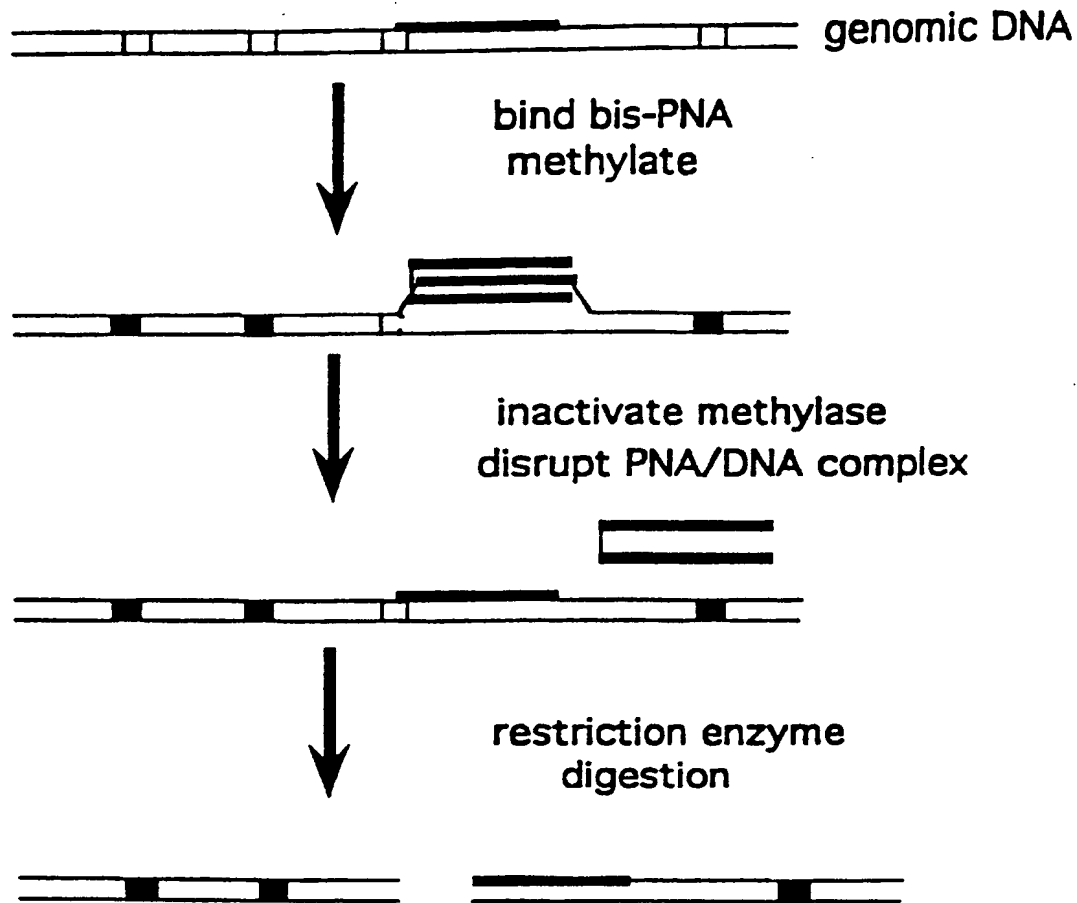 genomic DNA
bind bis-PNA
methylate
inactivate methylase
disrupt PNA/DNA complex
restriction enzyme
digestion